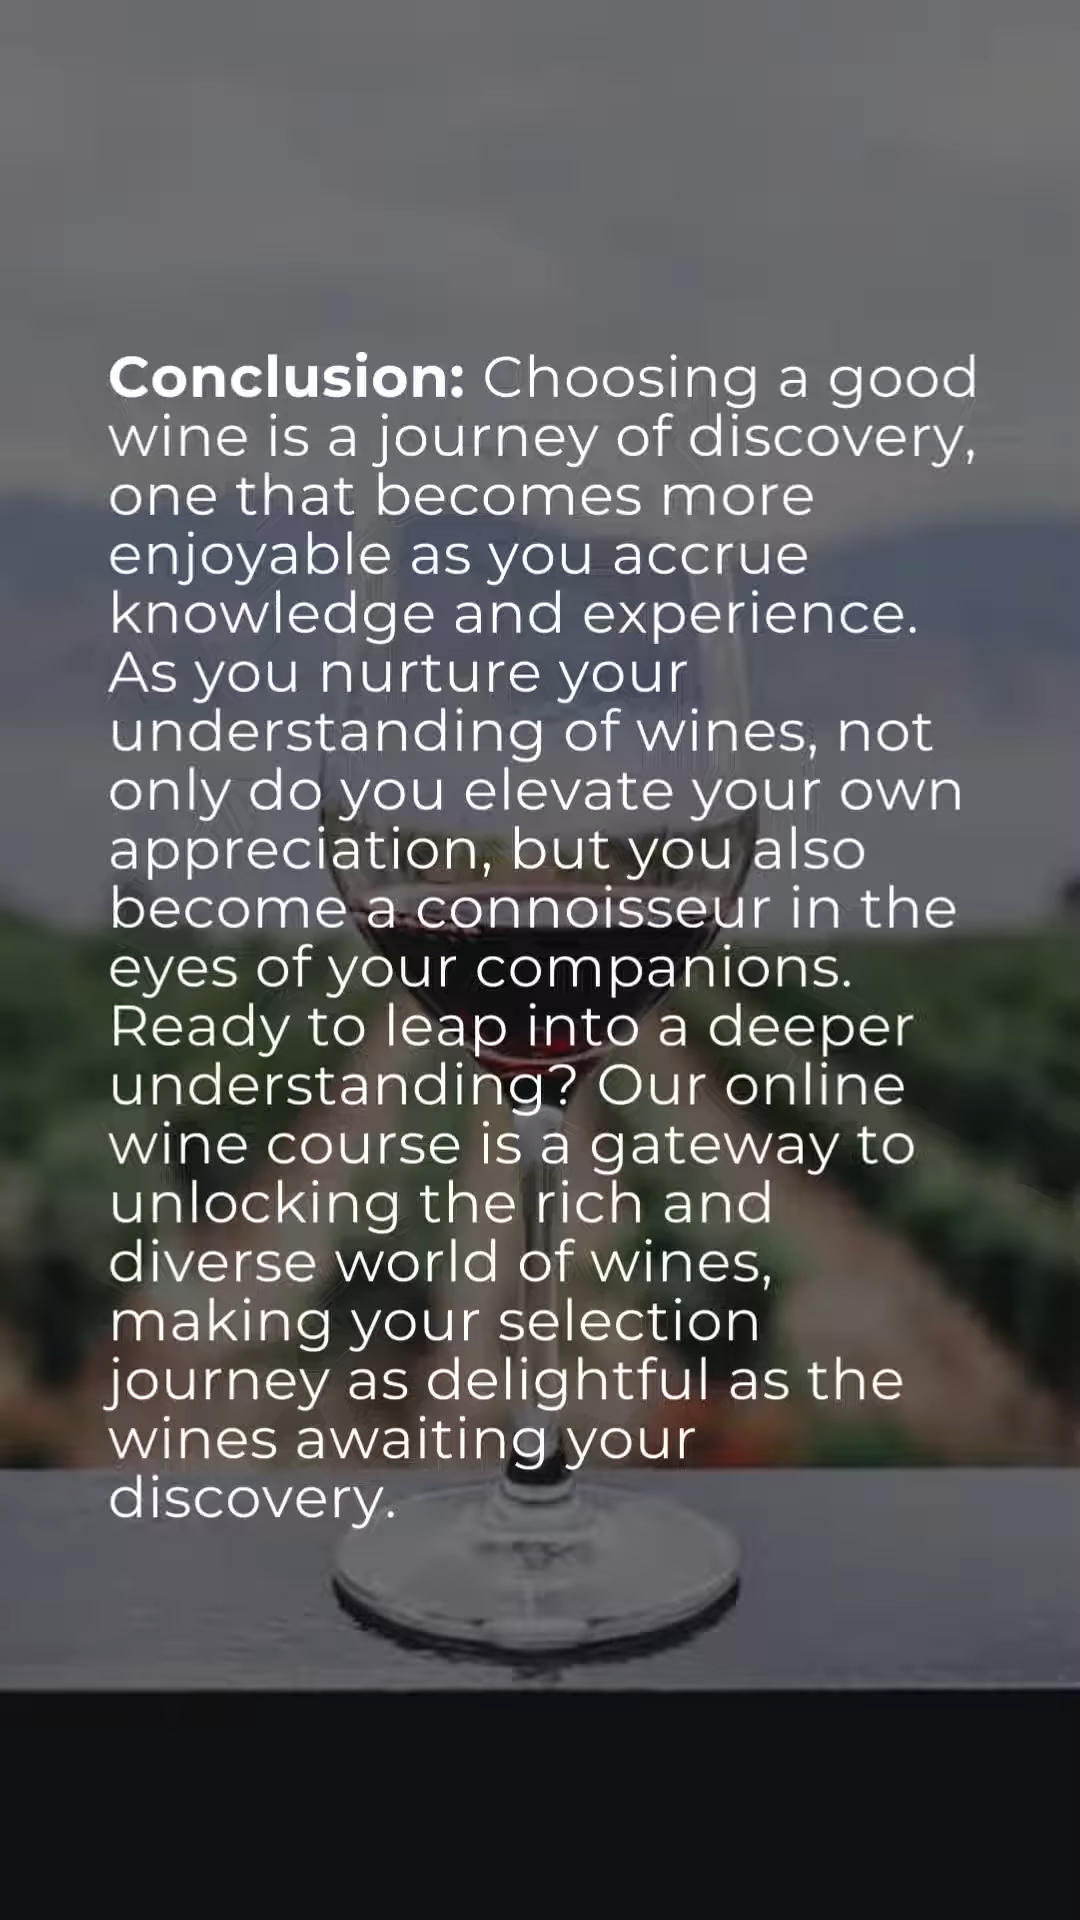 Conclusion: Choosing a good
wine is a journey of discovery,
one that becomes more
enjoyable as you accrue
knowledge and experience.
As you nurture your
understanding of wines, not
only do you elevate your own
appreciation, but you also
become a connoisseur in the
eyes of your companions.
Ready to leap into a deeper
understanding? Our online
wine course is a gateway to
unlocking the rich and
diverse world of wines,
making your selection
journey as delightful as the
wines awaiting your
discovery.